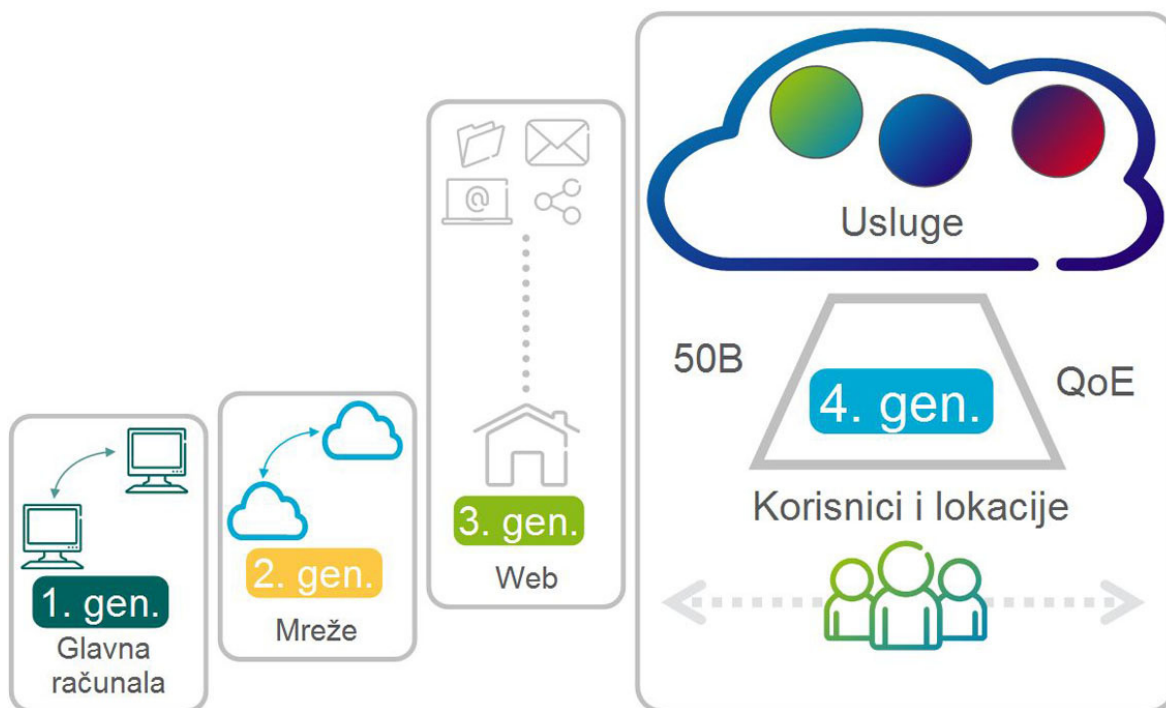 1. gen.
Glavna
računala
2. gen.
Mreže
@
3. gen.
Web
Usluge
50B
QoE
4. gen.
Korisnici i lokacije